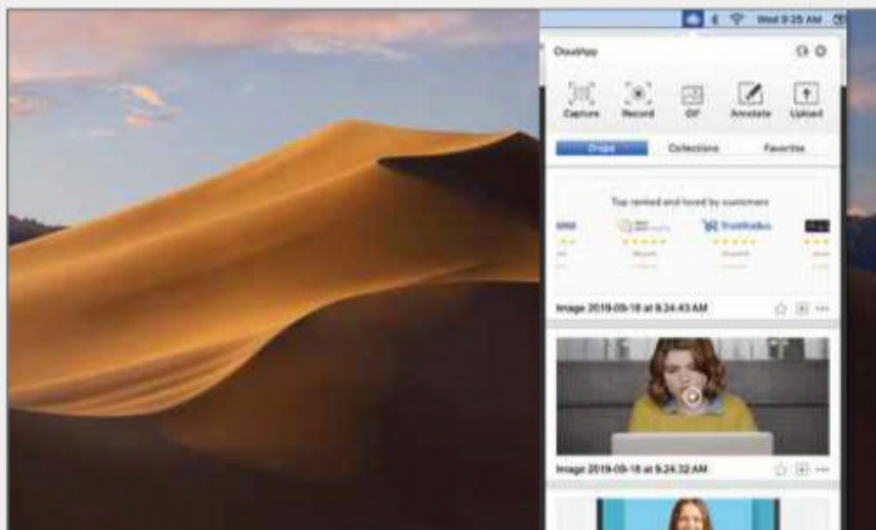 Wed 9:25 AM
CloudApp
Capture Record GIF Annotate Upload
Drops Collections Favorites
Top ranked and loved by customers
TrustRadius
Image 2019-09-18 at 9.24.43 AM
Image 2019-09-18 at 9.24.32 AM